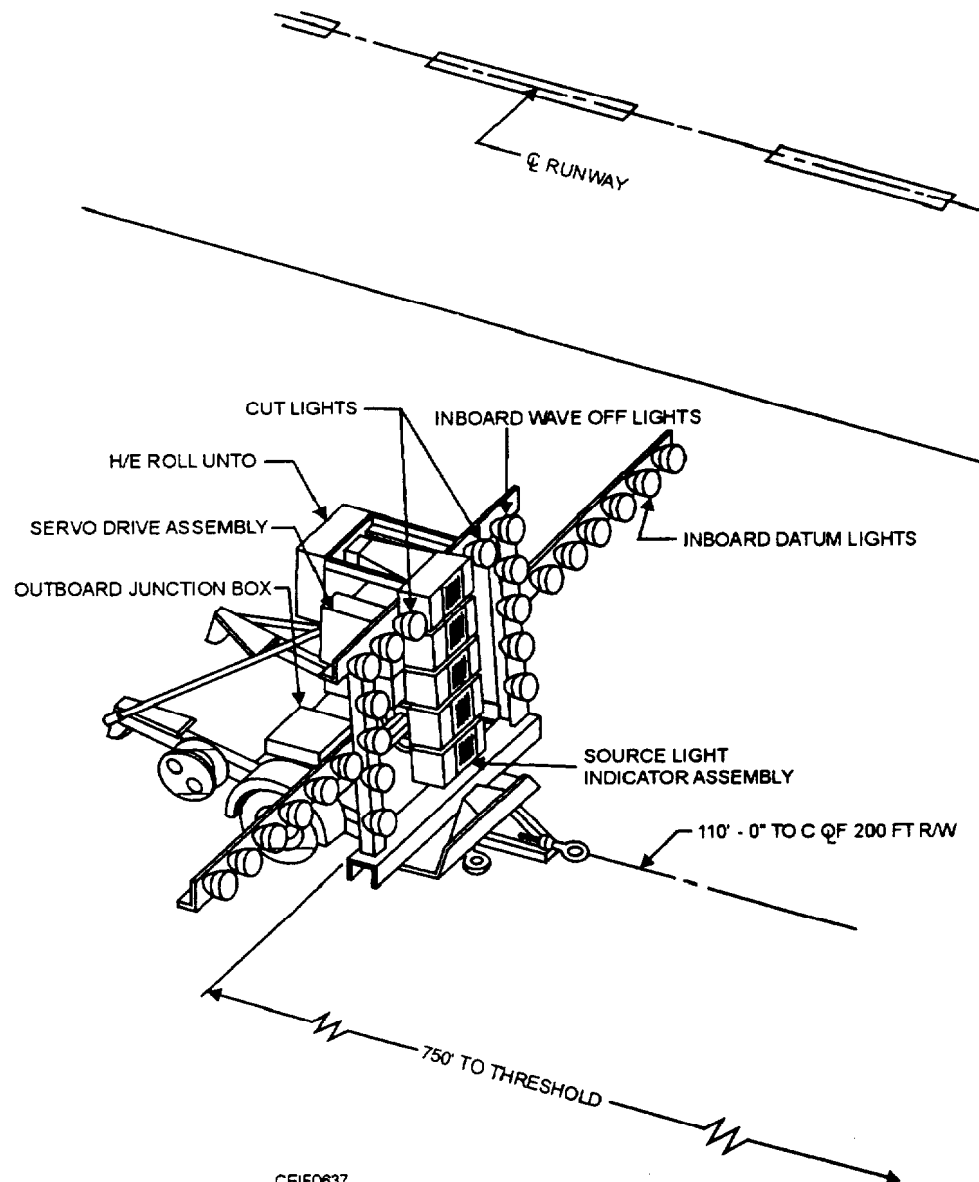 ℄ RUNWAY
CUT LIGHTS
INBOARD WAVE OFF LIGHTS
H/E ROLL UNTO
SERVO DRIVE ASSEMBLY
INBOARD DATUM LIGHTS
OUTBOARD JUNCTION BOX
SOURCE LIGHT
INDICATOR ASSEMBLY
110' - 0" TO C ℄F 200 FT R/W
750' TO THRESHOLD
CEIF0637